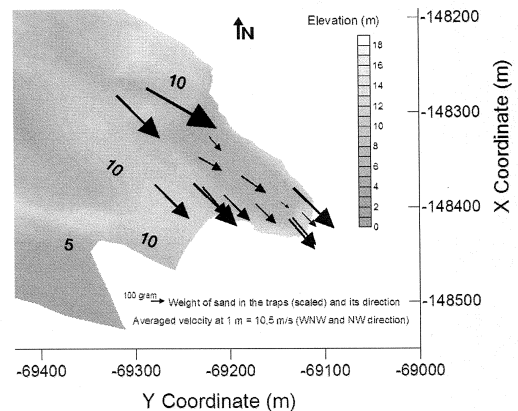 N
Elevation (m)
18
16
14
12
10
8
6
4
2
0
10
10
10
5
-148200
-148300
-148400
-148500
X Coordinate (m)
100 gram Weight of sand in the traps (scaled) and its direction
Averaged velocity at 1 m = 10,5 m/s (WNW and NW direction)
-69400 -69300 -69200 -69100 -69000
Y Coordinate (m)